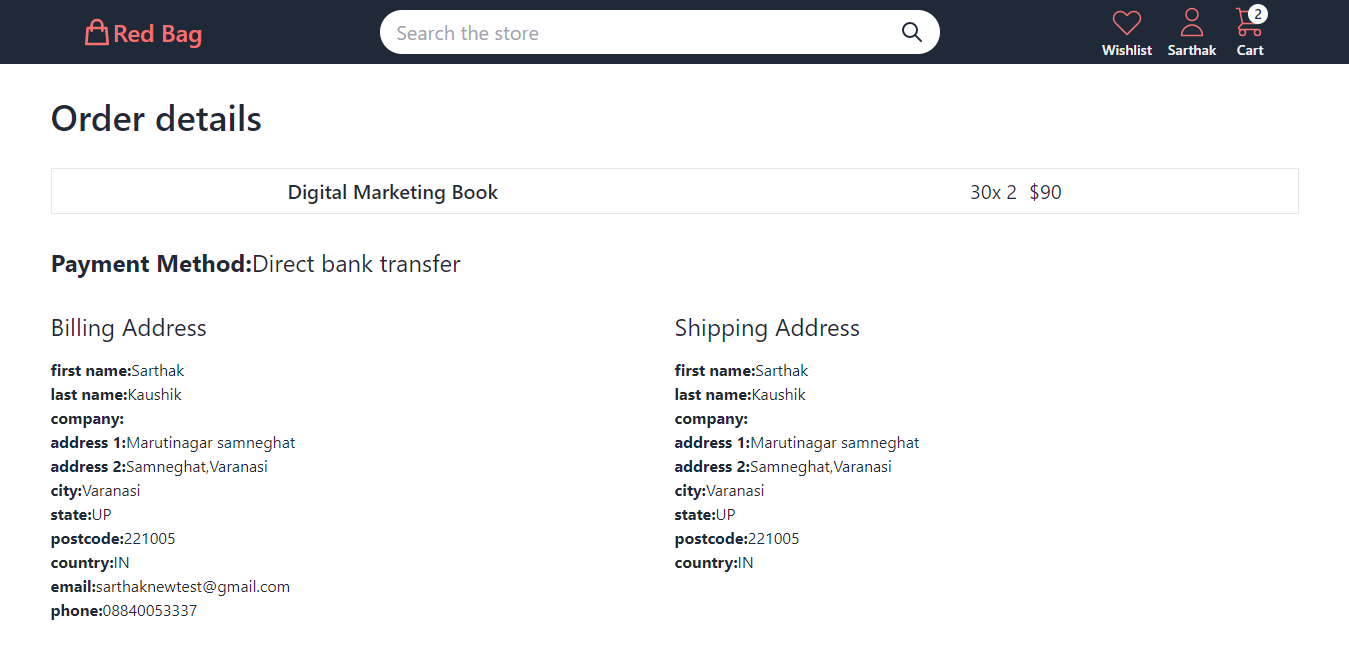 Red Bag
Search the store
Wishlist
Sarthak
2
Cart
Order details
Digital Marketing Book 30x 2 $90
Payment Method:Direct bank transfer
Billing Address
first name:Sarthak
last name:Kaushik
company:
address 1:Marutinagar samneghat
address 2:Samneghat,Varanasi
city:Varanasi
state:UP
postcode:221005
country:IN
email:sarthaknewtest@gmail.com
phone:08840053337
Shipping Address
first name:Sarthak
last name:Kaushik
company:
address 1:Marutinagar samneghat
address 2:Samneghat,Varanasi
city:Varanasi
state:UP
postcode:221005
country:IN